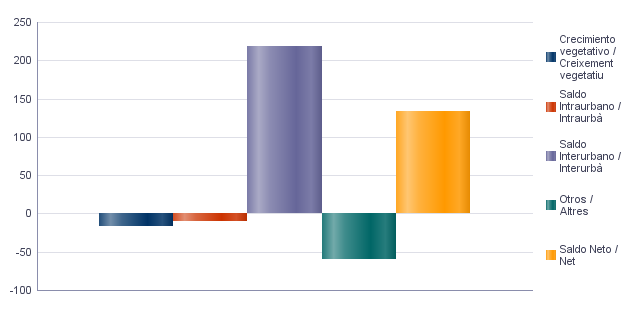 250
200
150
100
50
0
-50
-100
Crecimiento
vegetativo /
Creixement
vegetatiu
Saldo
Intraurbano /
Intraurbà
Saldo
Interurbano /
Interurbà
Otros /
Altres
Saldo Neto /
Net